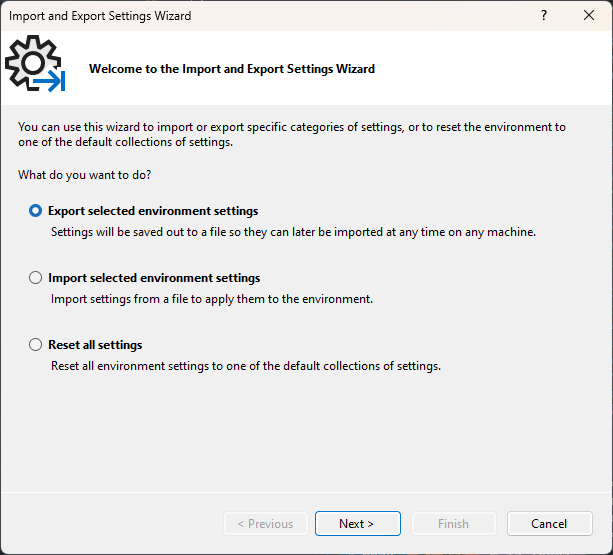 Import and Export Settings Wizard
?
Welcome to the Import and Export Settings Wizard
You can use this wizard to import or export specific categories of settings, or to reset the environment to
one of the default collections of settings.
What do you want to do?
Export selected environment settings
Settings will be saved out to a file so they can later be imported at any time on any machine.
Import selected environment settings
Import settings from a file to apply them to the environment.
Reset all settings
Reset all environment settings to one of the default collections of settings.
< Previous
Next >
Finish
Cancel